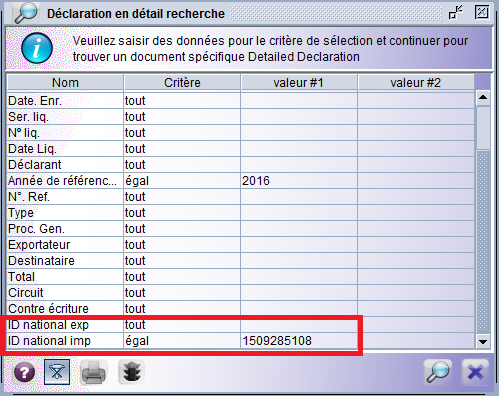 Déclaration en détail recherche
Veuillez saisir des données pour le critère de sélection et continuer pour
trouver un document spécifique Detailed Declaration
Nom Critère valeur #1 valeur #2
Date. Enr. tout
Ser. liq. tout
Nº liq. tout
Date Liq. tout
Déclarant tout
Année de référenc... égal 2016
N°. Ref. tout
Type tout
Proc. Gen. tout
Exportateur tout
Destinataire tout
Total tout
Circuit tout
Contre écriture tout
ID national exp tout
ID national imp égal 1509285108